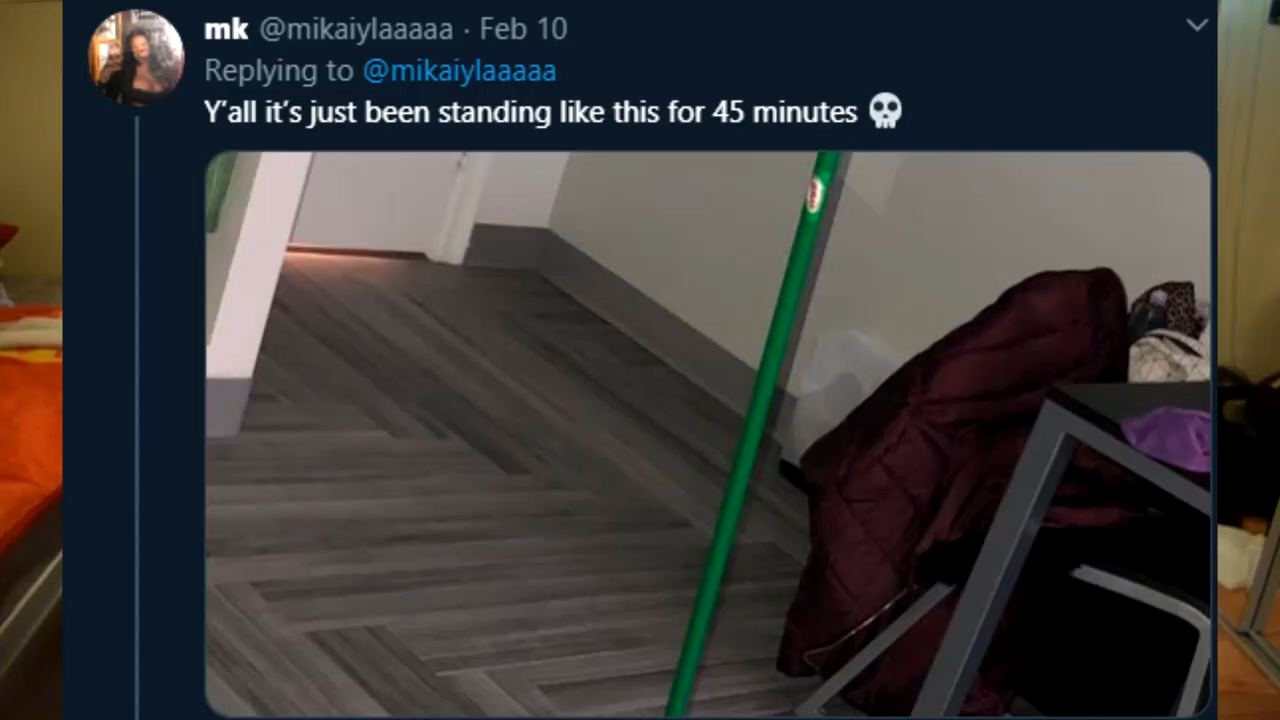 mk @mikaiylaaaaa · Feb 10
Replying to @mikaiylaaaaa
Y'all it's just been standing like this for 45 minutes 💀